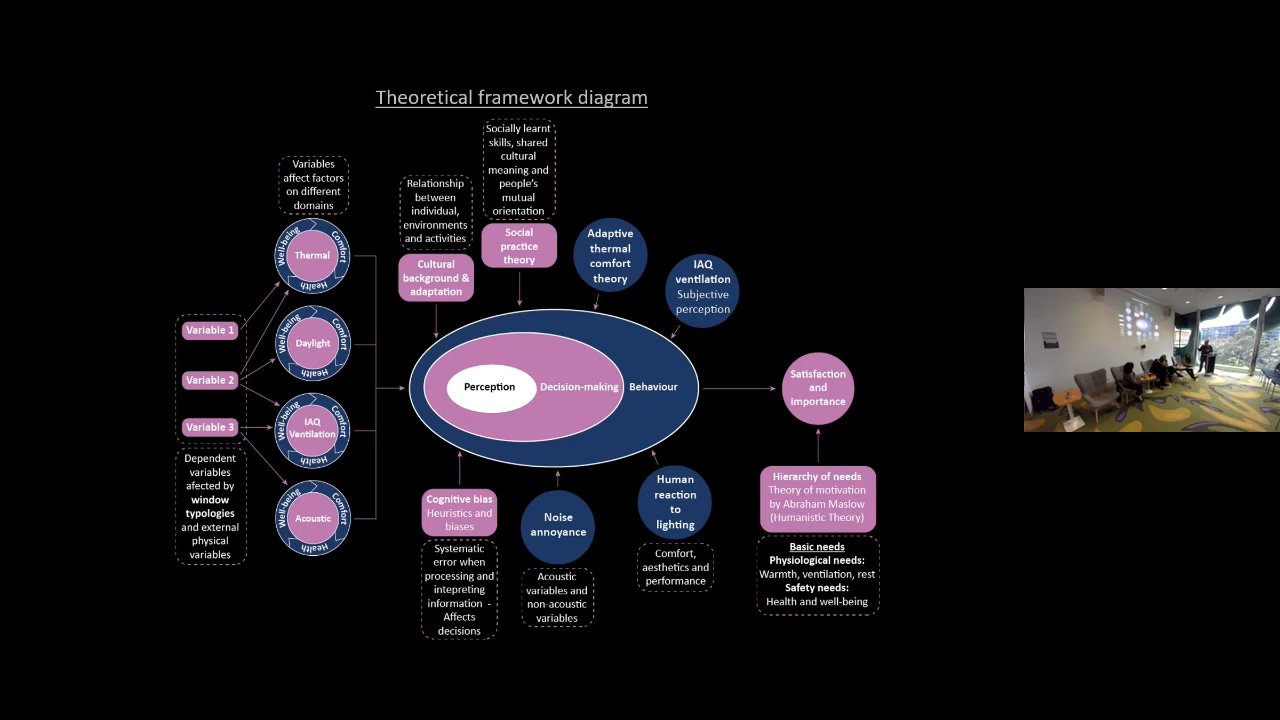 Theoretical framework diagram
Variables
affect factors
on different
domains
Well-being
Comfort
Health
Thermal
Well-being
Comfort
Health
Daylight
Well-being
Comfort
Health
IAQ
Ventilation
Well-being
Comfort
Health
Acoustic
Variable 1
Variable 2
Variable 3
Dependent
variables
affected by
window
typologies
and external
physical
variables
Relationship
between
individual,
environments
and activities
Cultural
background &
adaptation
Socially learnt
skills, shared
cultural
meaning and
people's
mutual
orientation
Social
practice
theory
Adaptive
thermal
comfort
theory
IAQ
ventilation
Subjective
perception
Perception
Decision-making
Behaviour
Satisfaction
and
importance
Cognitive bias
Heuristics and
biases
Systematic
error when
processing and
intepreting
information -
Affects
decisions
Noise
annoyance
Acoustic
variables and
non-acoustic
variables
Human
reaction
to
lighting
Comfort,
aesthetics and
performance
Hierarchy of needs
Theory of motivation
by Abraham Maslow
(Humanistic Theory)
Basic needs
Physiological needs:
Warmth, ventilation, rest
Safety needs:
Health and well-being